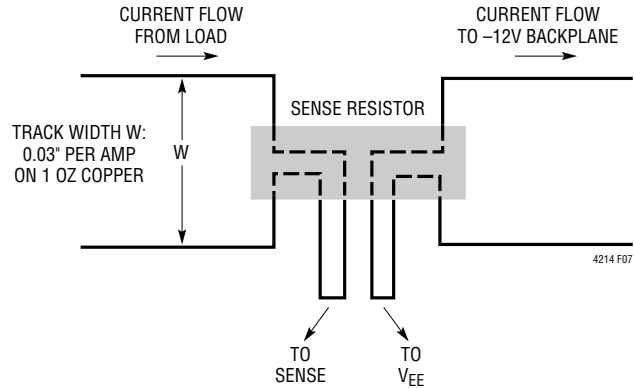 CURRENT FLOW
FROM LOAD
CURRENT FLOW
TO –12V BACKPLANE
SENSE RESISTOR
TRACK WIDTH W:
0.03" PER AMP
ON 1 OZ COPPER
W
4214 F07
TO
SENSE
TO
VEE